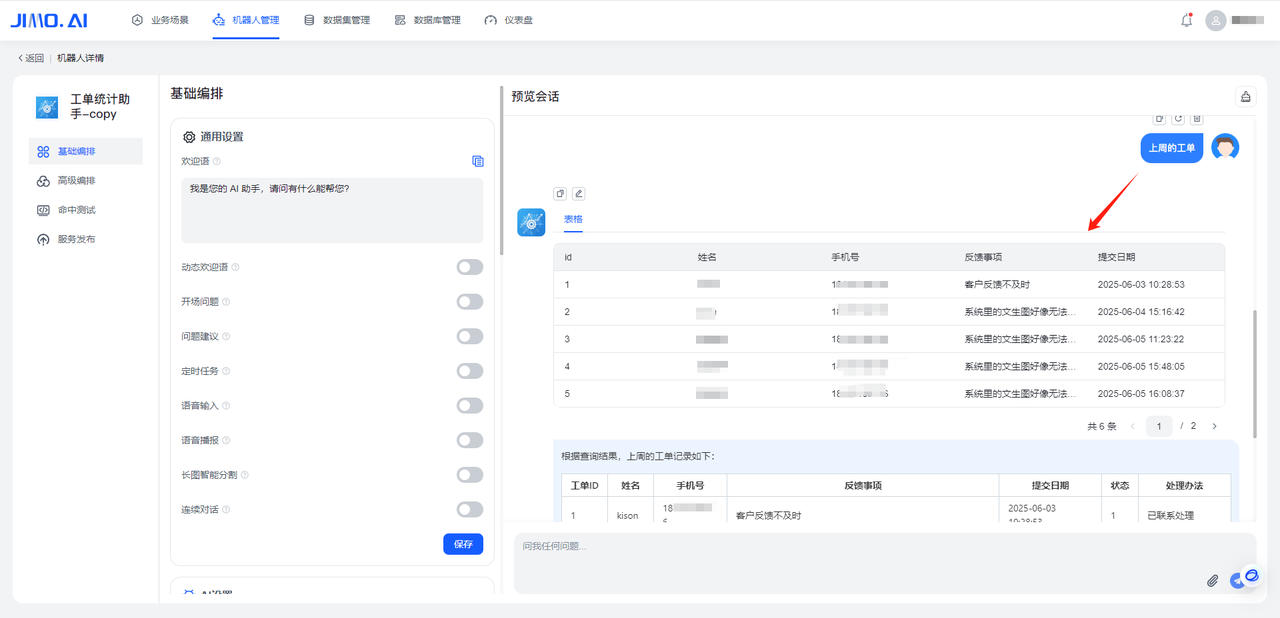 JIMO.AI
业务场景
机器人管理
数据集管理
数据库管理
仪表盘
返回 | 机器人详情
工单统计助
手-copy
基础编排
高级编排
命中测试
服务发布
基础编排
通用设置
欢迎语
我是您的 AI 助手，请问有什么能帮您?
动态欢迎语
开场问题
问题建议
定时任务
语音输入
语音播报
长图智能分割
连续对话
保存
AI设置
预览会话
上周的工单
表格
id 姓名 手机号 反馈事项 提交日期
1 1 客户反馈不及时 2025-06-03 10:28:53
2 18 系统里的文生图好像无法... 2025-06-04 15:16:42
3 18 系统里的文生图好像无法... 2025-06-05 11:23:22
4 1 系统里的文生图好像无法... 2025-06-05 15:48:05
5 18 系统里的文生图好像无法... 2025-06-05 16:08:37
共 6 条 1 / 2
根据查询结果，上周的工单记录如下：
工单ID 姓名 手机号 反馈事项 提交日期 状态 处理办法
1 kison 18 客户反馈不及时 2025-06-03 10:28:53 1 已联系处理
问我任何问题...